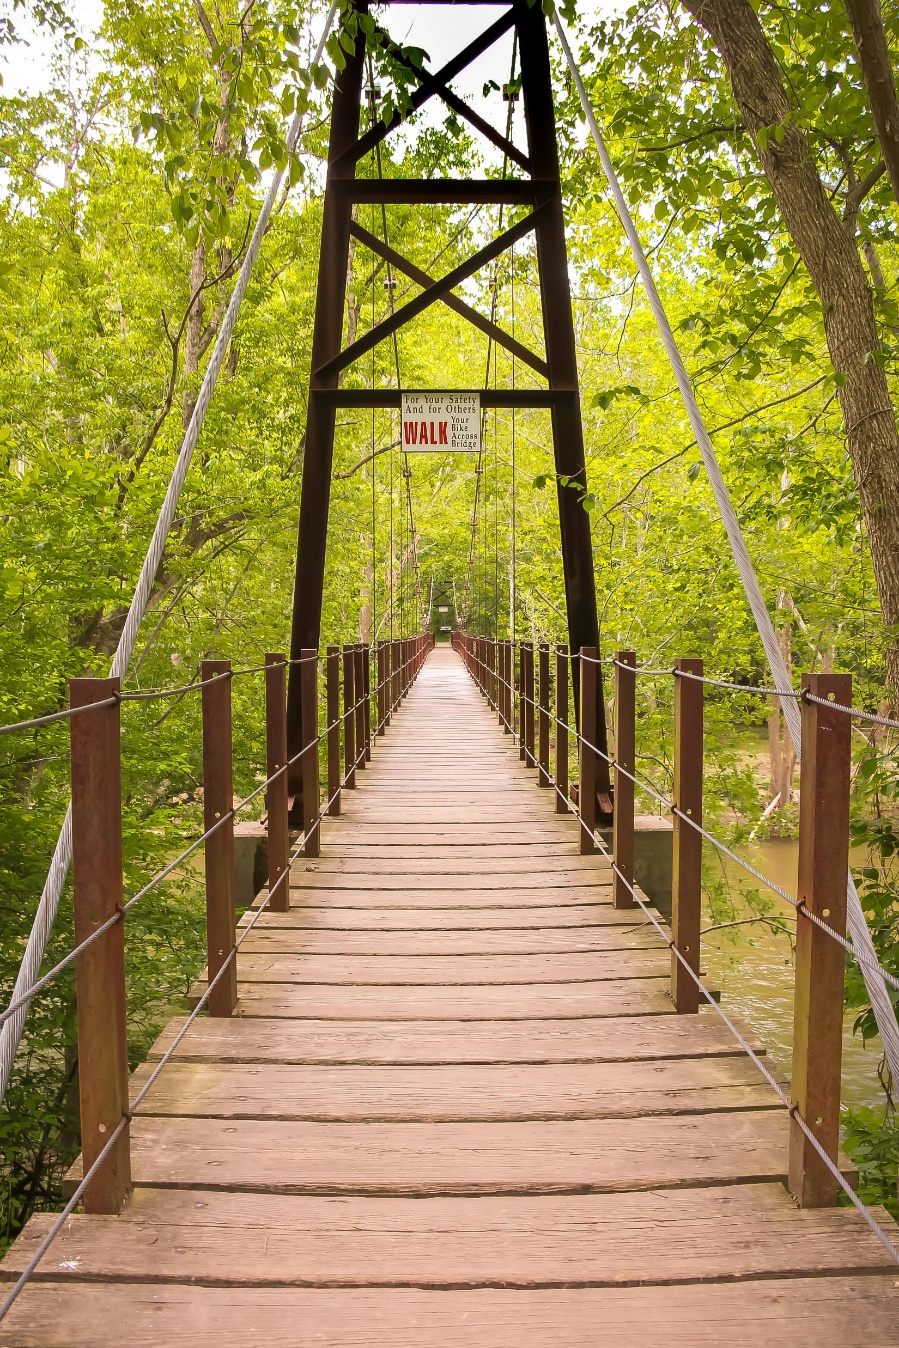 For Your Safety
And for Others
WALK
Your
Bike
Across
Bridge